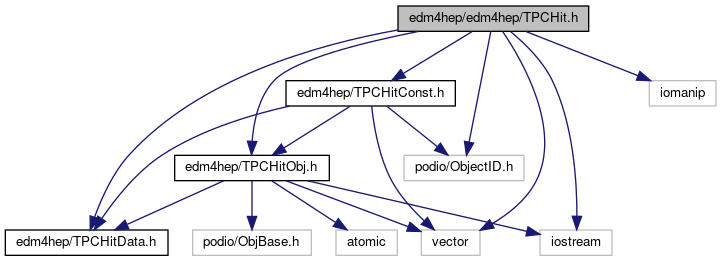 edm4hep/edm4hep/TPCHit.h
edm4hep/TPCHitConst.h
iomanip
edm4hep/TPCHitObj.h
podio/ObjectID.h
edm4hep/TPCHitData.h
podio/ObjBase.h
atomic
vector
iostream